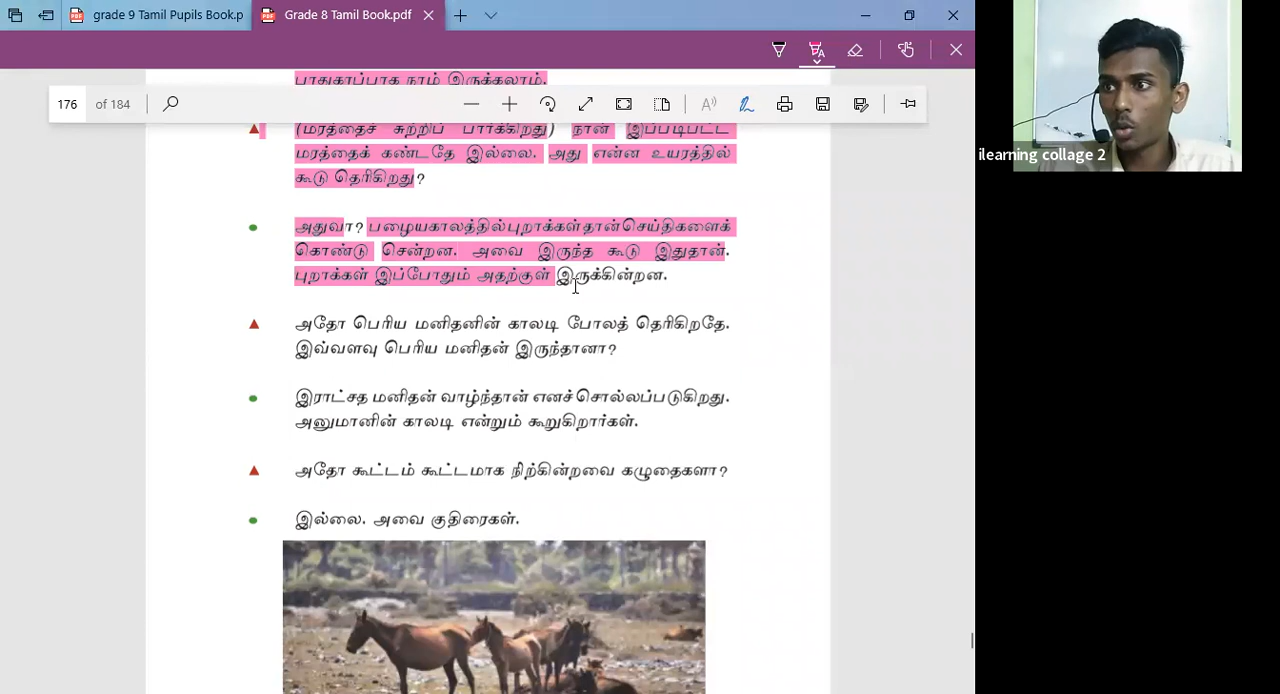 grade 9 Tamil Pupils Book.p
Grade 8 Tamil Book.pdf
பாதுகாப்பாக நாம் இருக்கலாம்.
176 of 184
(மரத்தைச் சுற்றிப் பார்க்கிறது) நான் இப்படிபட்ட
மரத்தைக் கண்டதே இல்லை. அது என்ன உயரத்தில்
கூடு தெரிகிறது?
அதுவா? பழையகாலத்தில்புறாக்கள்தான்செய்திகளைக்
கொண்டு சென்றன. அவை இருந்த கூடு இதுதான்.
புறாக்கள் இப்போதும் அதற்குள் இருக்கின்றன.
அதோ பெரிய மனிதனின் காலடி போலத் தெரிகிறதே.
இவ்வளவு பெரிய மனிதன் இருந்தானா?
இராட்சத மனிதன் வாழ்ந்தான் எனச்சொல்லப்படுகிறது.
அனுமானின் காலடி என்றும் கூறுகிறார்கள்.
அதோ கூட்டம் கூட்டமாக நிற்கின்றவை கழுதைகளா?
இல்லை. அவை குதிரைகள்.
ilearning collage 2